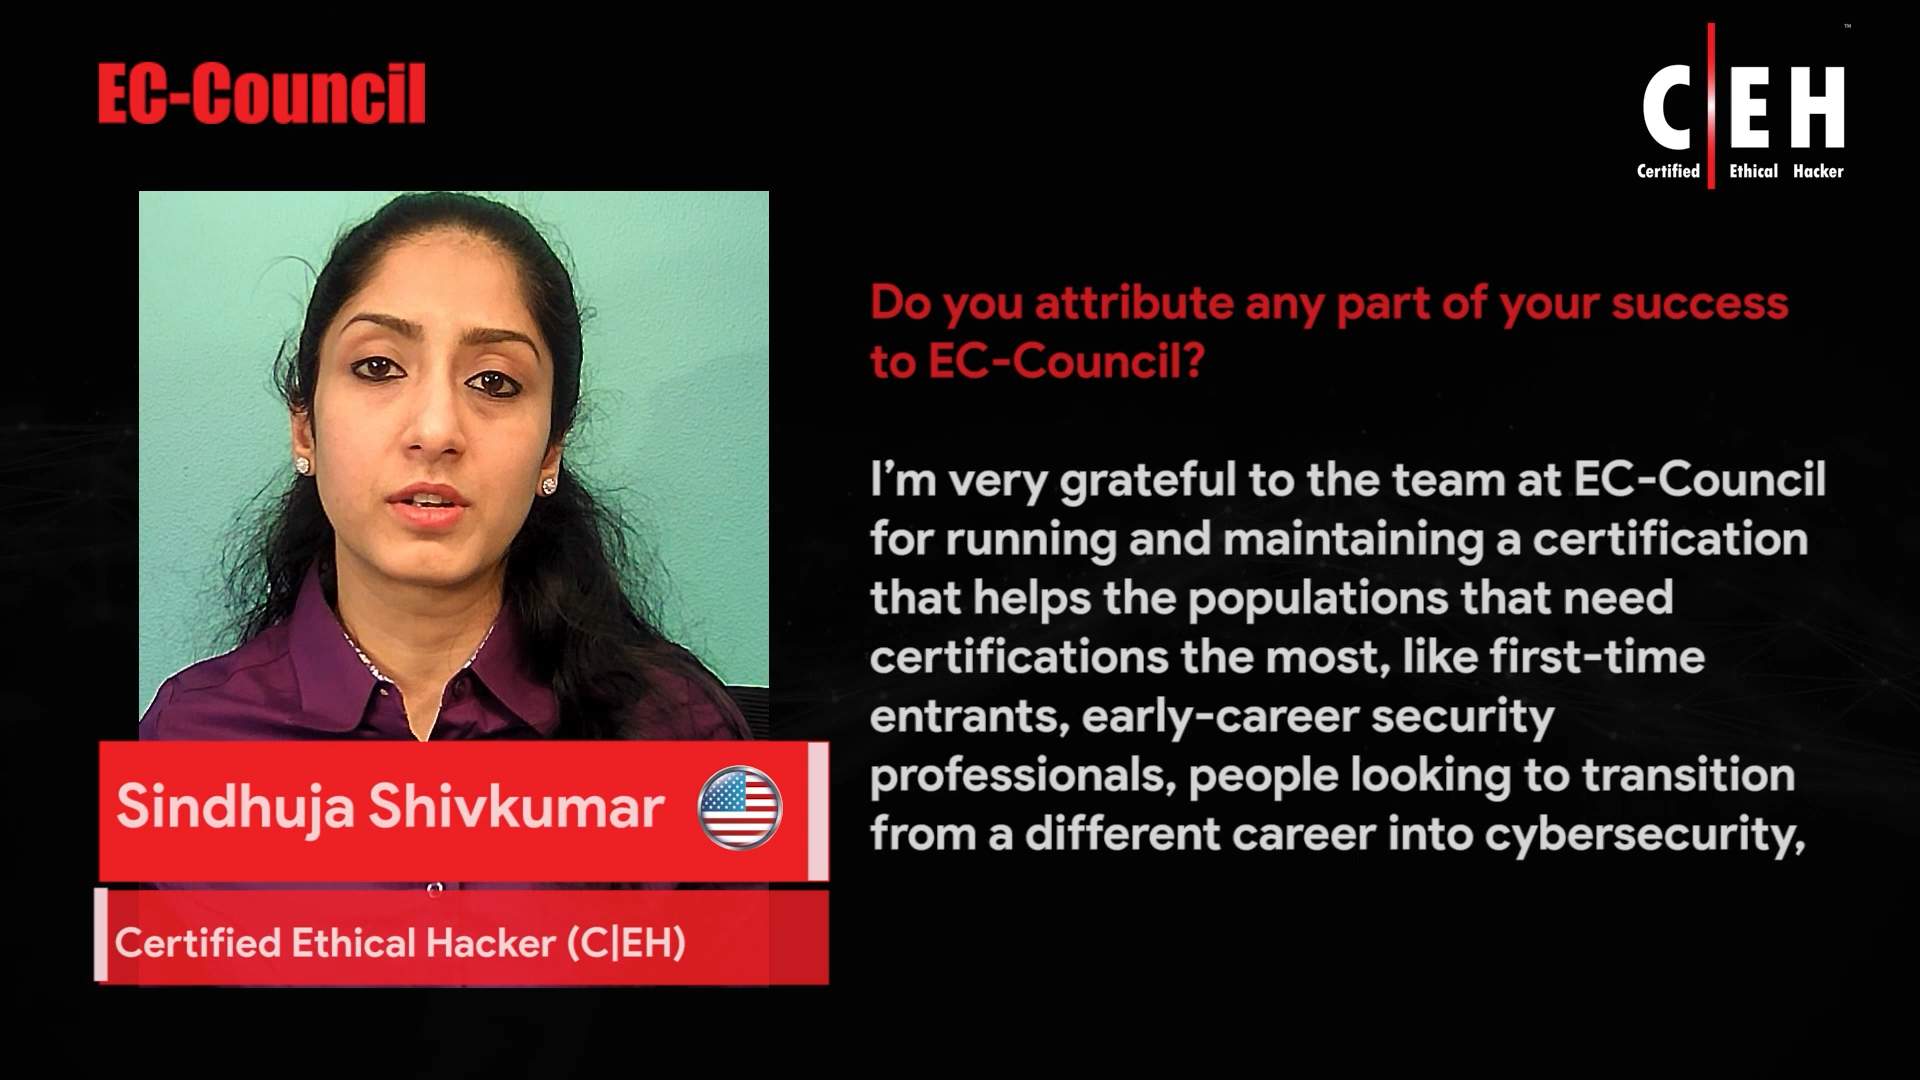 EC-Council
C|EH
™
Certified Ethical Hacker
Do you attribute any part of your success
to EC-Council?
I'm very grateful to the team at EC-Council
for running and maintaining a certification
that helps the populations that need
certifications the most, like first-time
entrants, early-career security
professionals, people looking to transition
from a different career into cybersecurity,
Sindhuja Shivkumar
Certified Ethical Hacker (C|EH)